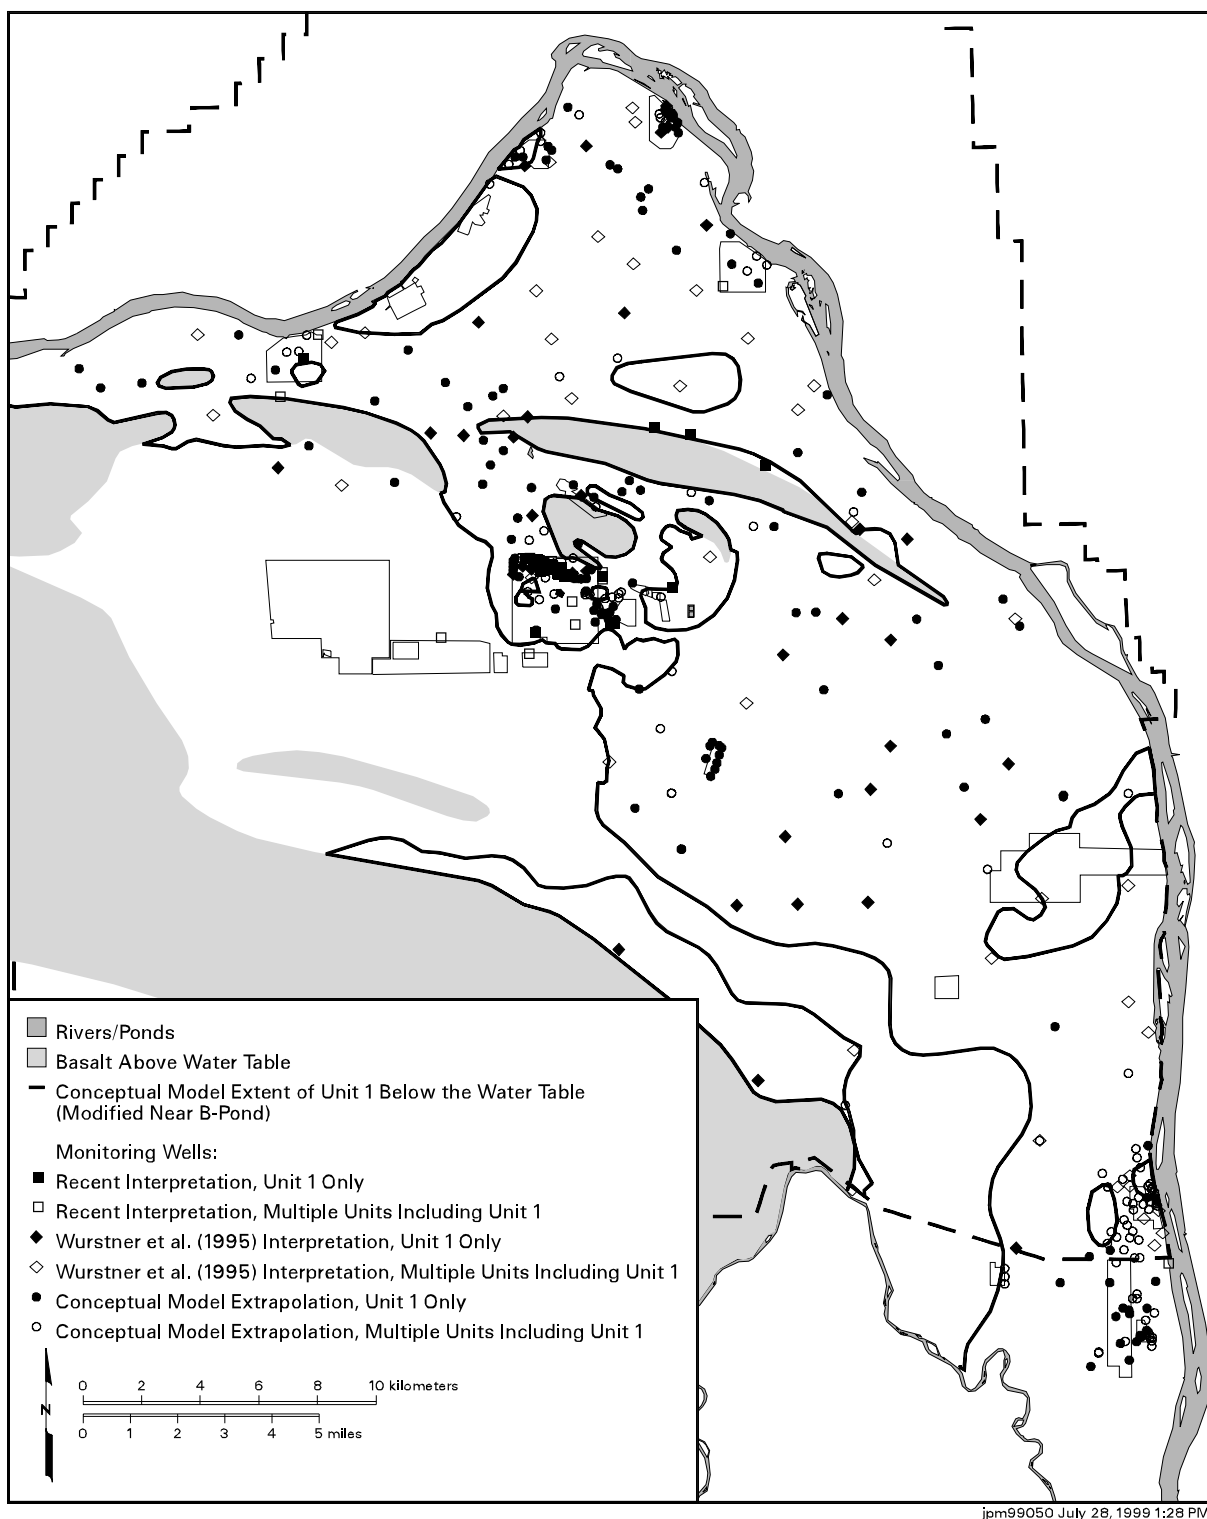 Rivers/Ponds
Basalt Above Water Table
Conceptual Model Extent of Unit 1 Below the Water Table
(Modified Near B-Pond)
Monitoring Wells:
Recent Interpretation, Unit 1 Only
Recent Interpretation, Multiple Units Including Unit 1
Wurstner et al. (1995) Interpretation, Unit 1 Only
Wurstner et al. (1995) Interpretation, Multiple Units Including Unit 1
Conceptual Model Extrapolation, Unit 1 Only
Conceptual Model Extrapolation, Multiple Units Including Unit 1
N
0 2 4 6 8 10 kilometers
0 1 2 3 4 5 miles
jpm99050 July 28, 1999 1:28 PM